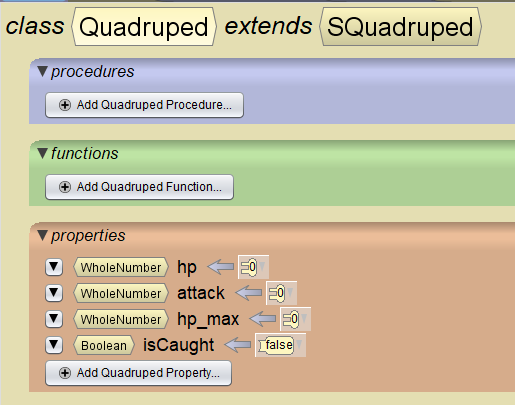 class Quadruped extends SQuadruped
procedures
Add Quadruped Procedure...
functions
Add Quadruped Function...
properties
WholeNumber hp =0
WholeNumber attack =0
WholeNumber hp_max =0
Boolean isCaught false
Add Quadruped Property...